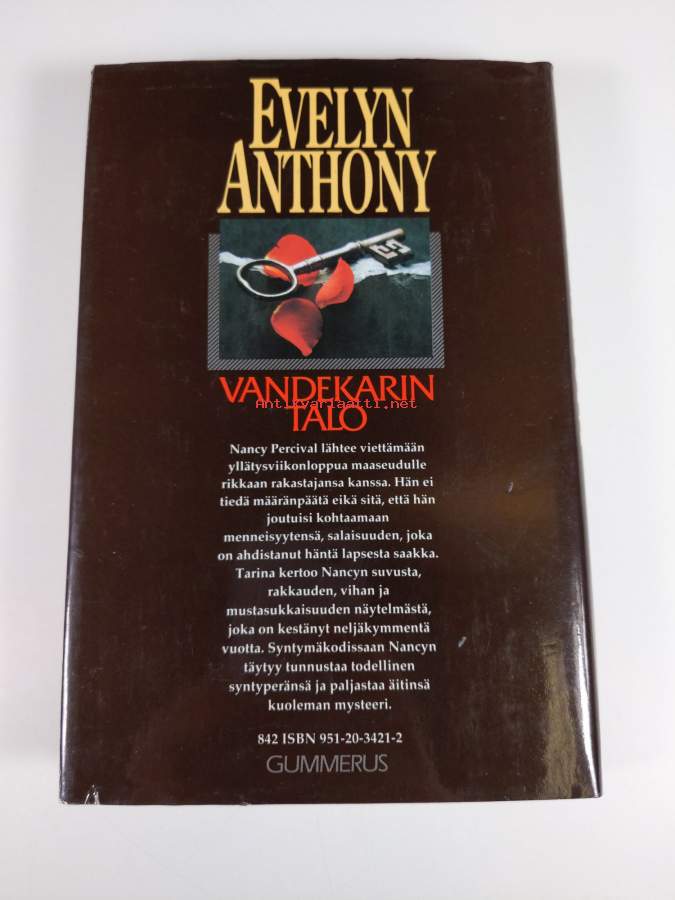 EVELYN
ANTHONY
VANDEKARIN
TALO
Antikvariaatti.net
Nancy Percival lähtee viettämään
yllätysviikonloppua maaseudulle
rikkaan rakastajansa kanssa. Hän ei
tiedä määränpäätä eikä sitä, että hän
joutuisi kohtaamaan
menneisyytensä, salaisuuden, joka
on ahdistanut häntä lapsesta saakka.
Tarina kertoo Nancyn suvusta,
rakkauden, vihan ja
mustasukkaisuuden näytelmästä,
joka on kestänyt neljäkymmentä
vuotta. Syntymäkodissaan Nancyn
täytyy tunnustaa todellinen
syntyperänsä ja paljastaa äitinsä
kuoleman mysteeri.
842 ISBN 951-20-3421-2
GUMMERUS